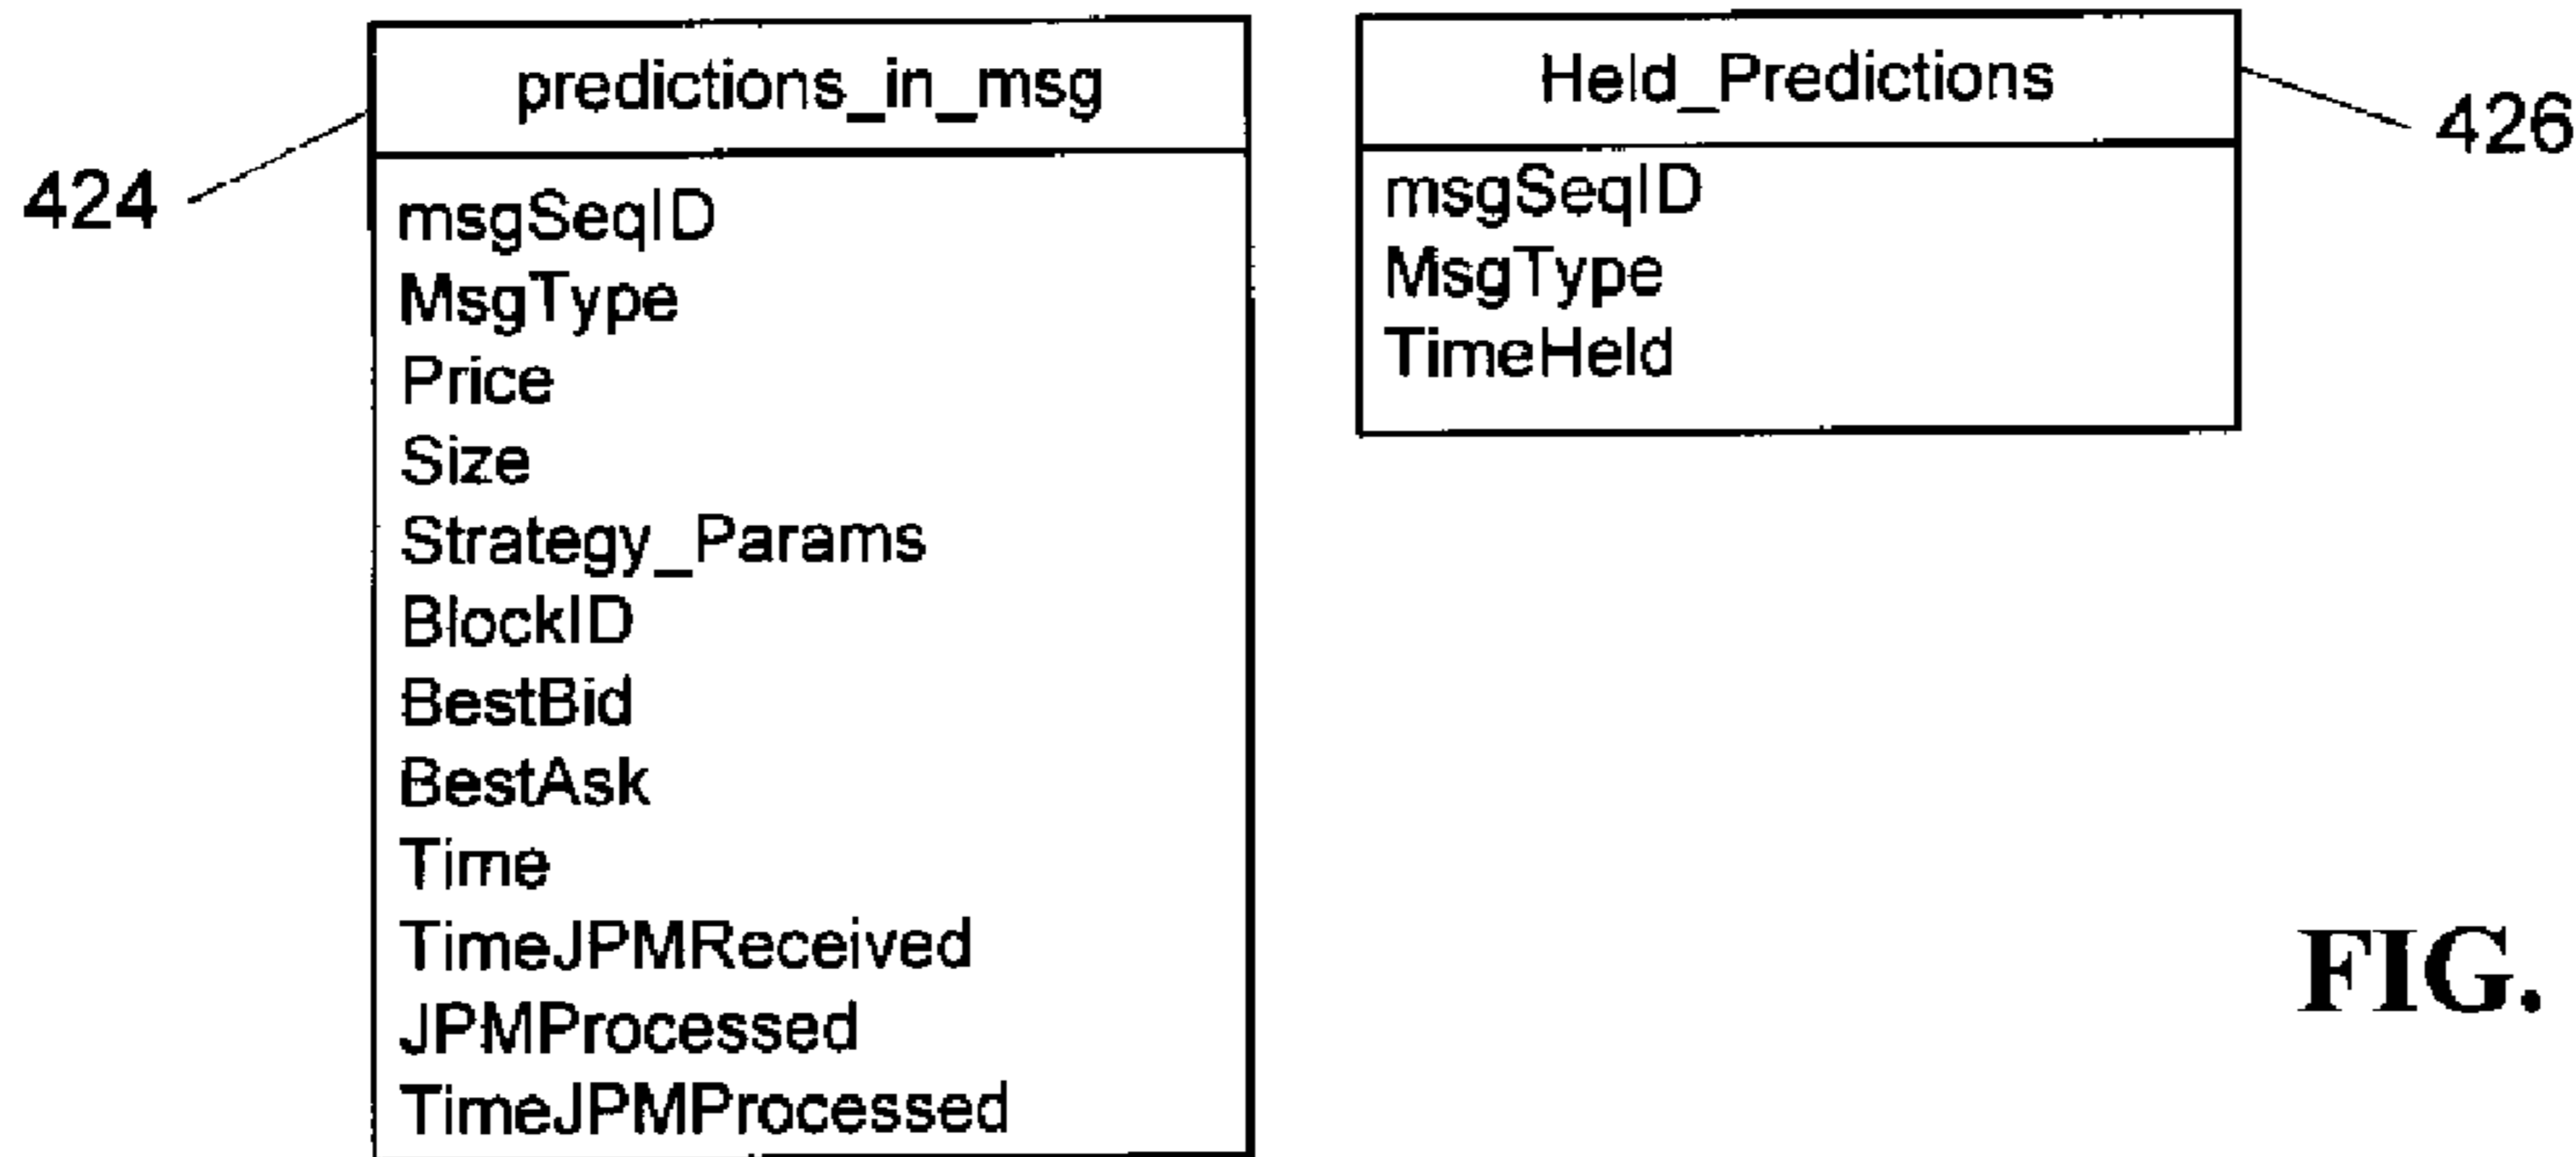 predictions_in_msg
424
msgSeqID
MsgType
Price
Size
Strategy_Params
BlockID
BestBid
BestAsk
Time
TimeJPMReceived
JPMProcessed
TimeJPMProcessed
Held_Predictions
426
msgSeqID
MsgType
TimeHeld
FIG.